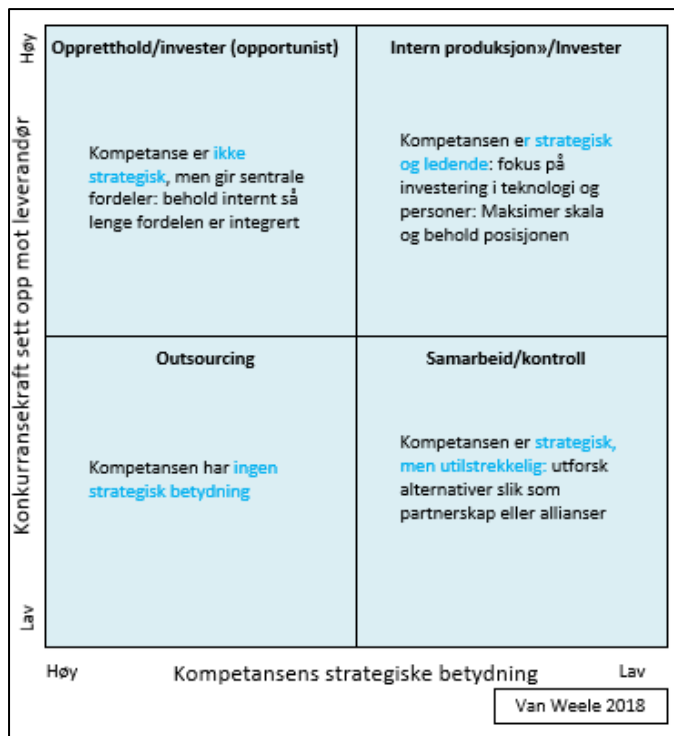 Høy
Konkurransekraft sett opp mot leverandør
Lav
Oppretthold/invester (opportunist)
Kompetanse er ikke
strategisk, men gir sentrale
fordeler: behold internt så
lenge fordelen er integrert
Intern produksjon»/Invester
Kompetansen er strategisk
og ledende: fokus på
investering i teknologi og
personer: Maksimer skala
og behold posisjonen
Outsourcing
Kompetansen har ingen
strategisk betydning
Samarbeid/kontroll
Kompetansen er strategisk,
men utilstrekkelig: utforsk
alternativer slik som
partnerskap eller allianser
Høy
Kompetansens strategiske betydning
Lav
Van Weele 2018